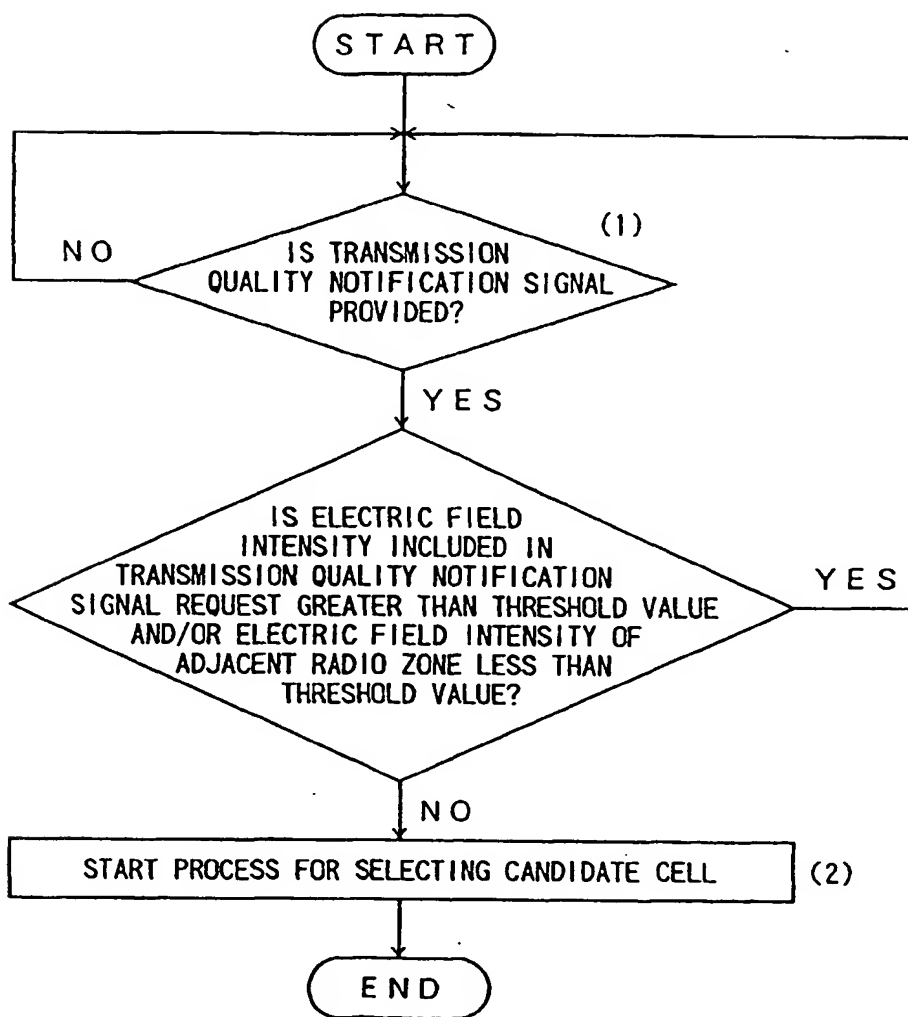 START
(1)
IS TRANSMISSION
QUALITY NOTIFICATION SIGNAL
PROVIDED?
NO
YES
IS ELECTRIC FIELD
INTENSITY INCLUDED IN
TRANSMISSION QUALITY NOTIFICATION
SIGNAL REQUEST GREATER THAN THRESHOLD VALUE
AND/OR ELECTRIC FIELD INTENSITY OF
ADJACENT RADIO ZONE LESS THAN
THRESHOLD VALUE?
YES
NO
START PROCESS FOR SELECTING CANDIDATE CELL
(2)
END